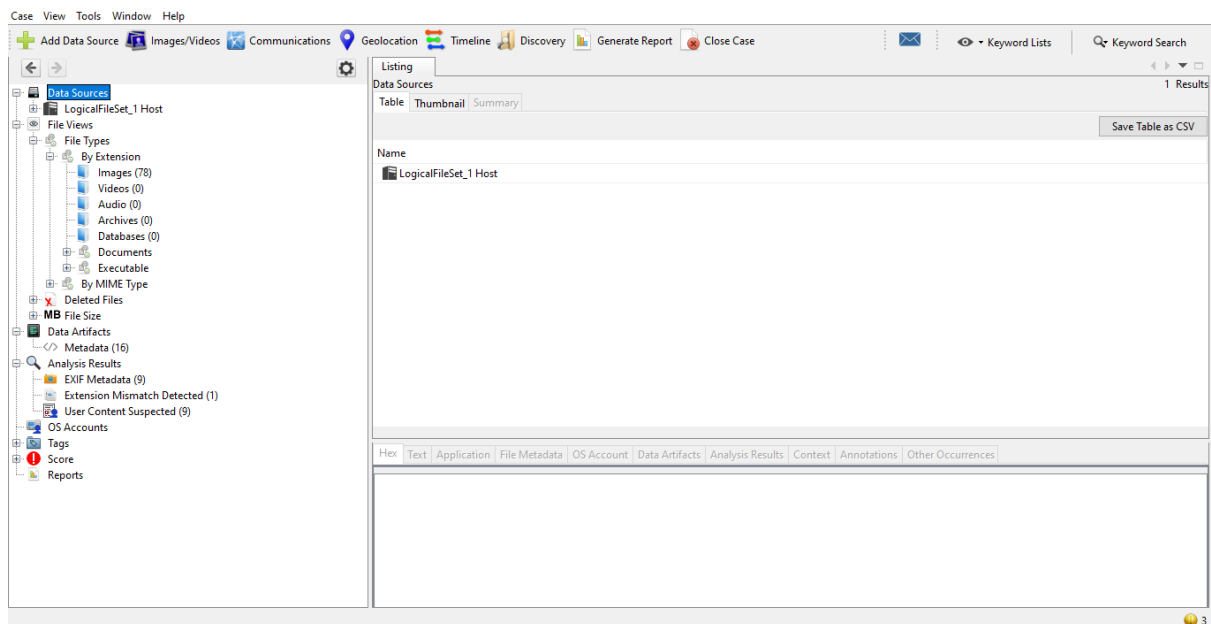 Case View Tools Window Help
Add Data Source Images/Videos Communications Geolocation Timeline Discovery Generate Report Close Case Keyword Lists Keyword Search
Listing
Data Sources 1 Results
Table Thumbnail Summary
Save Table as CSV
Name
LogicalFileSet_1 Host
Data Sources
LogicalFileSet_1 Host
File Views
File Types
By Extension
Images (78)
Videos (0)
Audio (0)
Archives (0)
Databases (0)
Documents
Executable
By MIME Type
Deleted Files
MB File Size
Data Artifacts
Metadata (16)
Analysis Results
EXIF Metadata (9)
Extension Mismatch Detected (1)
User Content Suspected (9)
OS Accounts
Tags
Score
Reports
Hex Text Application File Metadata OS Account Data Artifacts Analysis Results Context Annotations Other Occurrences
3